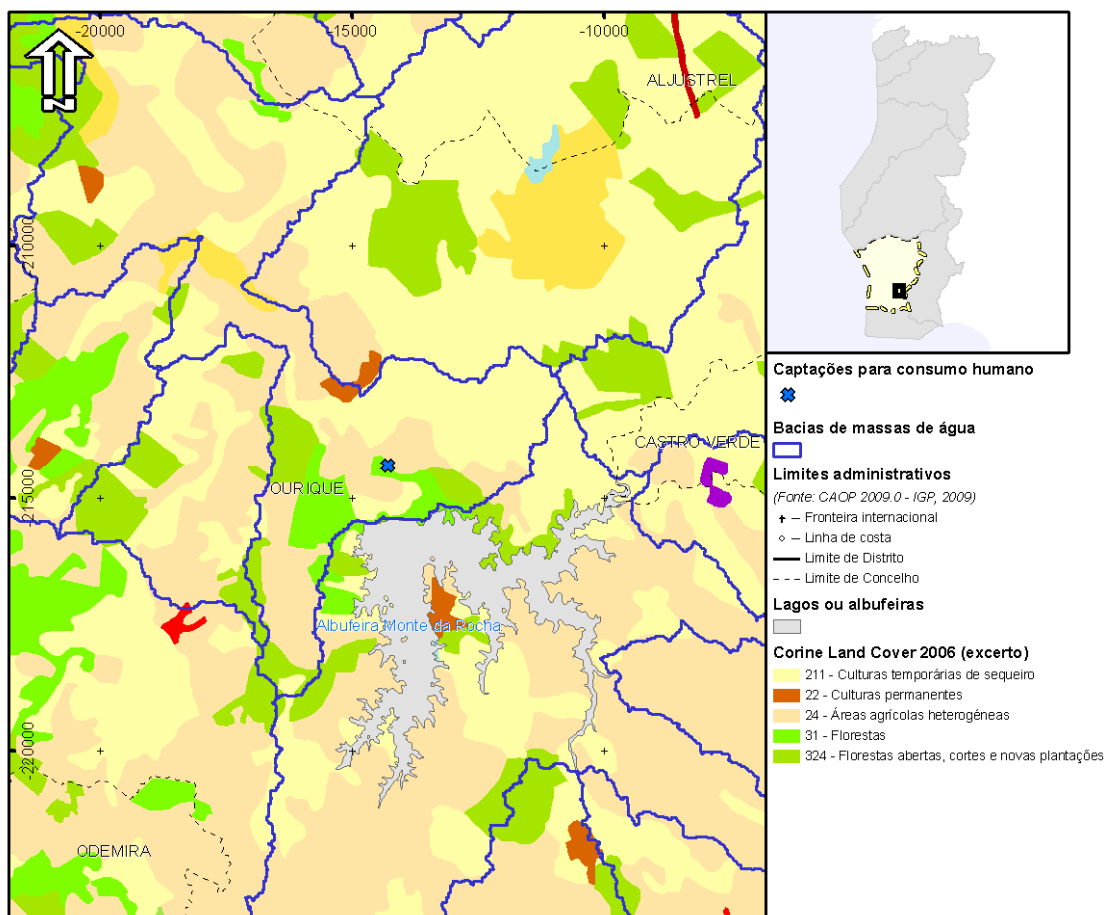 -20000
-15000
-10000
N
ALJUSTREL
-210000
CASTRO VERDE
OURIQUE
-215000
Albufeira Monte da Rocha
-220000
ODEMIRA
Captações para consumo humano
Bacias de massas de água
Limites administrativos
(Fonte: CAOP 2009.0 - IGP, 2009)
Fronteira internacional
Linha de costa
Limite de Distrito
Limite de Concelho
Lagos ou albufeiras
Corine Land Cover 2006 (excerto)
211 - Culturas temporárias de sequeiro
22 - Culturas permanentes
24 - Áreas agrícolas heterogéneas
31 - Florestas
324 - Florestas abertas, cortes e novas plantações